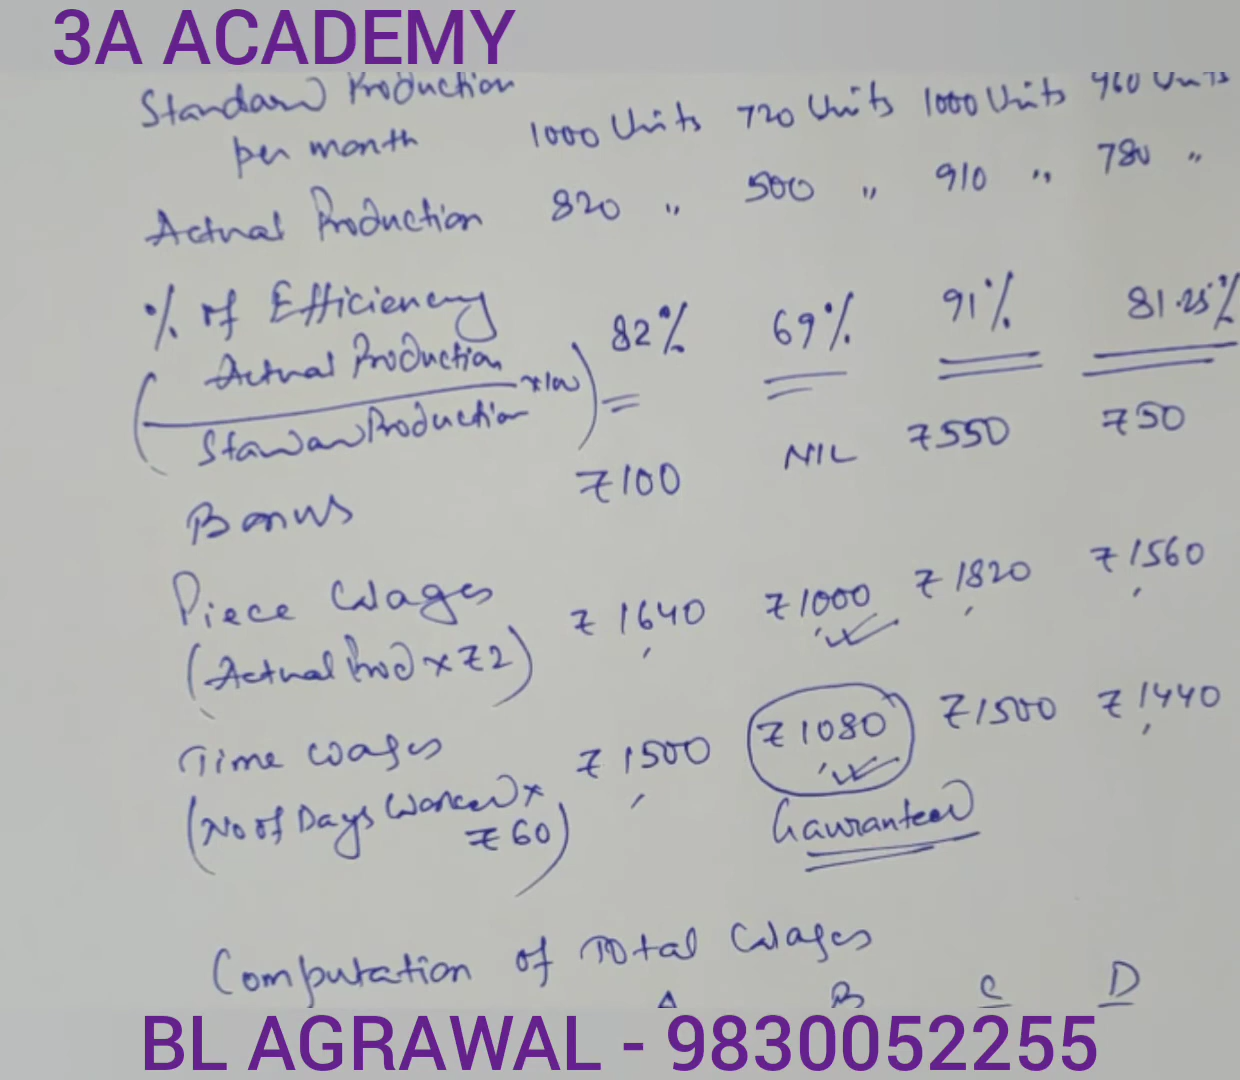 3A ACADEMY
Standard Production per month 1000 Units 720 Units 1000 Units 960 Units
Actual Production 820 " 500 " 910 " 780 "
% of Efficiency 82% 69% 91% 81.25%
(Actual Production
Standard Production ×100)
Bonus ₹100 NIL ₹550 ₹50
Piece Wages ₹1640 ₹1000 ₹1820 ₹1560
(Actual Prod × ₹2)
Time Wages ₹1500 ₹1080 ₹1500 ₹1440
(No of Days Worked × ₹60)
Gauranteed
Computation of Total Wages
A B C D
BL AGRAWAL - 9830052255